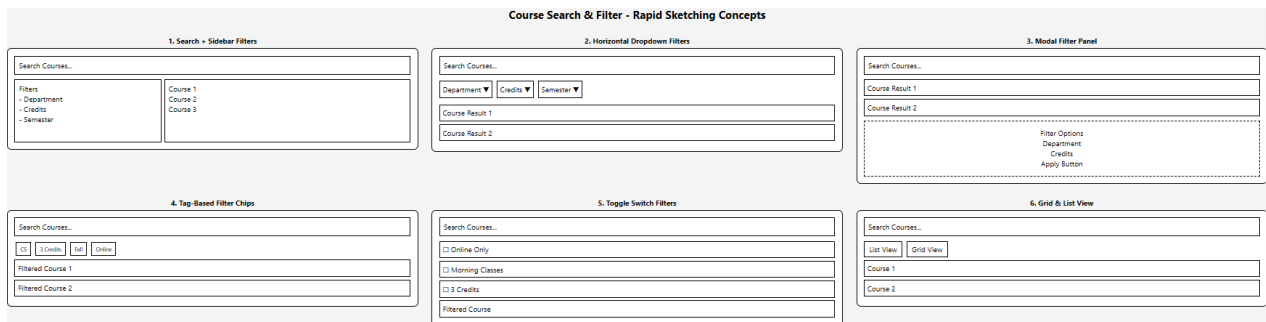 Course Search & Filter - Rapid Sketching Concepts
1. Search + Sidebar Filters
Search Courses...
Filters
- Department
- Credits
- Semester
Course 1
Course 2
Course 3
2. Horizontal Dropdown Filters
Search Courses...
Department ▼ Credits ▼ Semester ▼
Course Result 1
Course Result 2
3. Modal Filter Panel
Search Courses...
Course Result 1
Course Result 2
Filter Options
Department
Credits
Apply Button
4. Tag-Based Filter Chips
Search Courses...
CS 3 Credits Fall Online
Filtered Course 1
Filtered Course 2
5. Toggle Switch Filters
Search Courses...
☐ Online Only
☐ Morning Classes
☐ 3 Credits
Filtered Course
6. Grid & List View
Search Courses...
List View Grid View
Course 1
Course 2